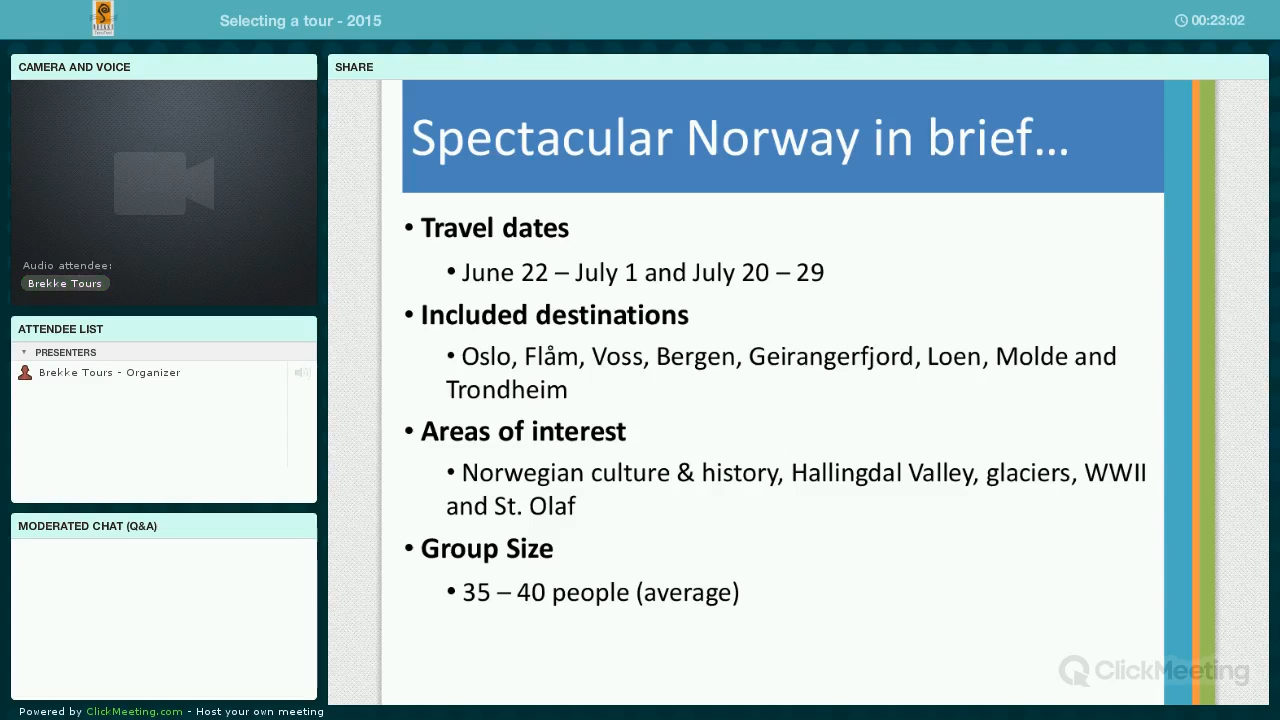 Selecting a tour - 2015
00:23:02
CAMERA AND VOICE
Audio attendee:
Brekke Tours
ATTENDEE LIST
PRESENTERS
Brekke Tours - Organizer
MODERATED CHAT (Q&A)
SHARE
Spectacular Norway in brief...
• Travel dates
• June 22 – July 1 and July 20 – 29
• Included destinations
• Oslo, Flåm, Voss, Bergen, Geirangerfjord, Loen, Molde and
Trondheim
• Areas of interest
• Norwegian culture & history, Hallingdal Valley, glaciers, WWII
and St. Olaf
• Group Size
• 35 – 40 people (average)
ClickMeeting
Powered by ClickMeeting.com - Host your own meeting